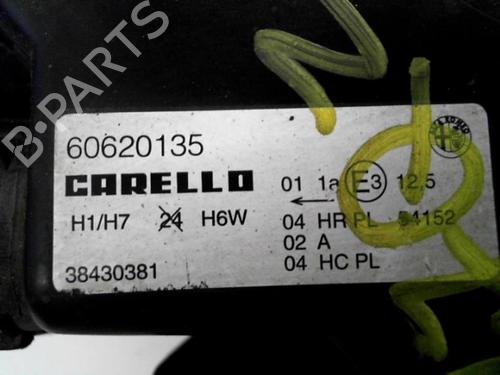 B-PARTS
60620135
CARELLO
01 1a E3 12,5
H1/H7 24 H6W
04 HR PL 54152
02 A
38430381
04 HC PL